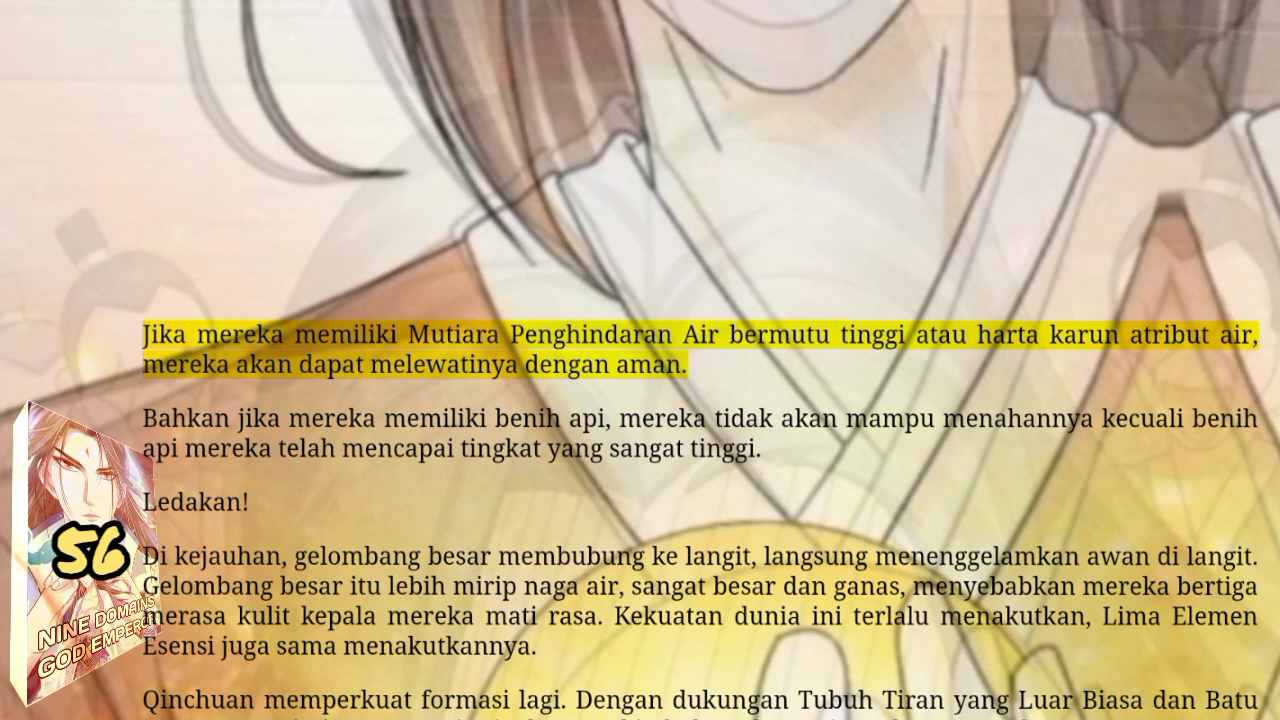 Jika mereka memiliki Mutiara Penghindaran Air bermutu tinggi atau harta karun atribut air,
mereka akan dapat melewatinya dengan aman.
Bahkan jika mereka memiliki benih api, mereka tidak akan mampu menahannya kecuali benih
api mereka telah mencapai tingkat yang sangat tinggi.
Ledakan!
Di kejauhan, gelombang besar membubung ke langit, langsung menenggelamkan awan di langit.
Gelombang besar itu lebih mirip naga air, sangat besar dan ganas, menyebabkan mereka bertiga
merasa kulit kepala mereka mati rasa. Kekuatan dunia ini terlalu menakutkan, Lima Elemen
Esensi juga sama menakutkannya.
Qinchuan memperkuat formasi lagi. Dengan dukungan Tubuh Tiran yang Luar Biasa dan Batu
56
NINE DOMAINS
GOD EMPEROR